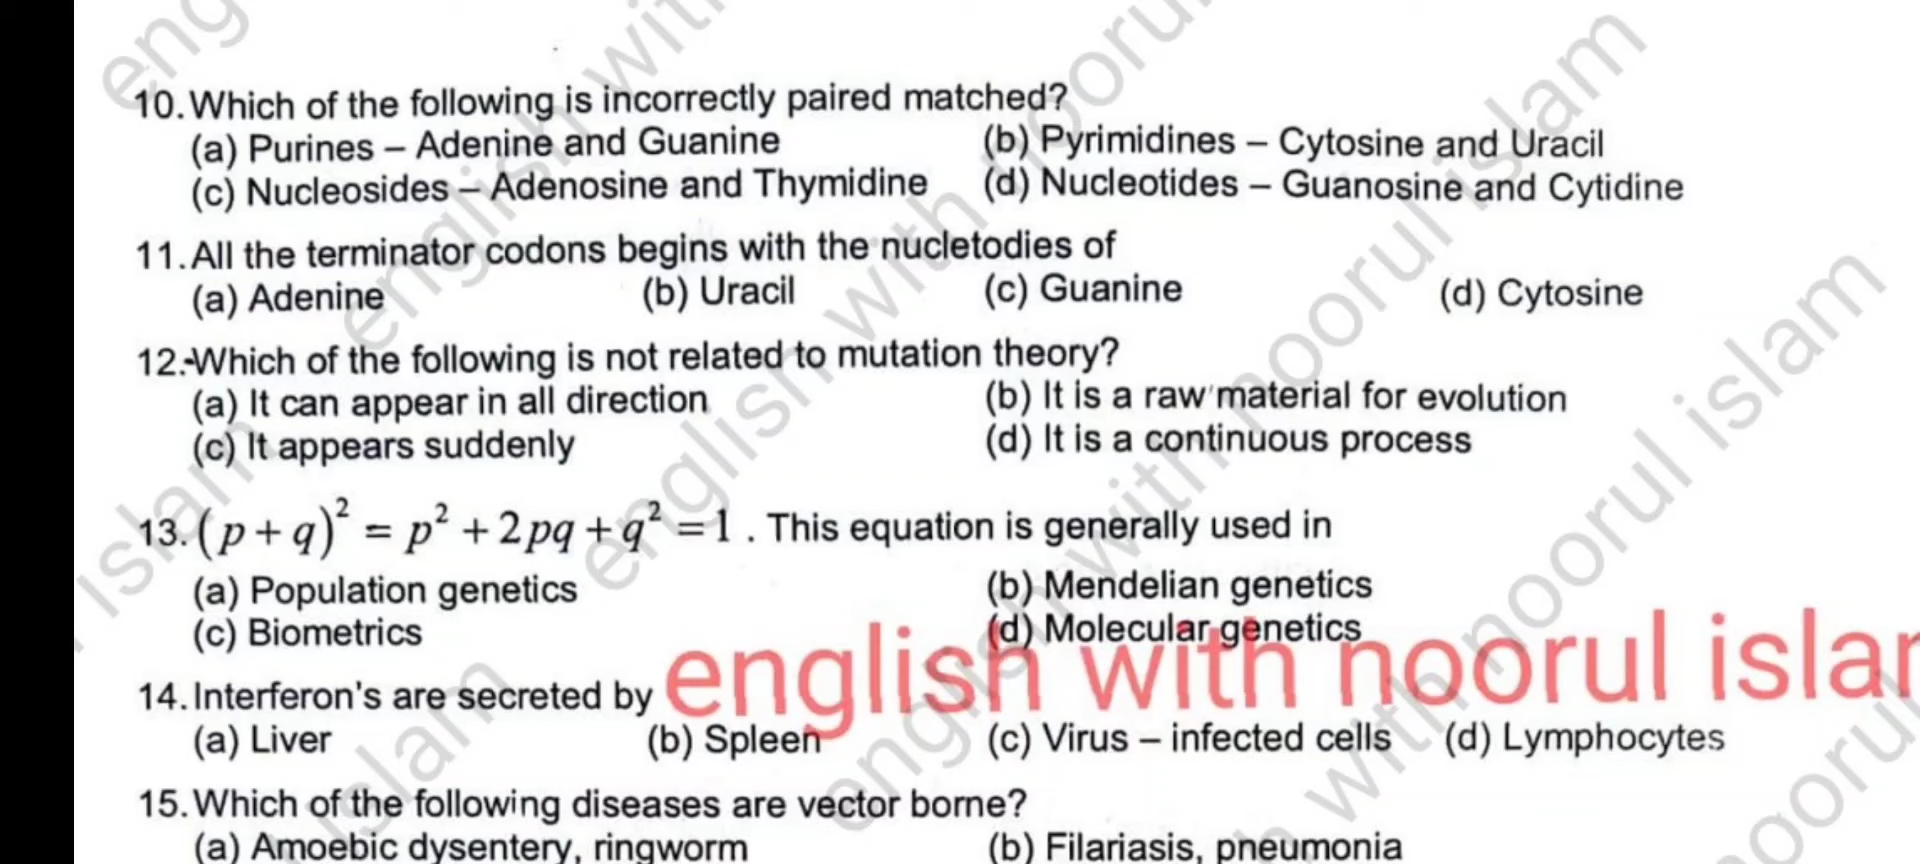 10. Which of the following is incorrectly paired matched?
(a) Purines – Adenine and Guanine (b) Pyrimidines – Cytosine and Uracil
(c) Nucleosides – Adenosine and Thymidine (d) Nucleotides – Guanosine and Cytidine
11. All the terminator codons begins with the nucletodies of
(a) Adenine (b) Uracil (c) Guanine (d) Cytosine
12. Which of the following is not related to mutation theory?
(a) It can appear in all direction (b) It is a raw material for evolution
(c) It appears suddenly (d) It is a continuous process
13. (p + q)² = p² + 2pq + q² = 1 . This equation is generally used in
(a) Population genetics (b) Mendelian genetics
(c) Biometrics (d) Molecular genetics
english with noorul islam
14. Interferon's are secreted by
(a) Liver (b) Spleen (c) Virus – infected cells (d) Lymphocytes
15. Which of the following diseases are vector borne?
(a) Amoebic dysentery, ringworm (b) Filariasis, pneumonia